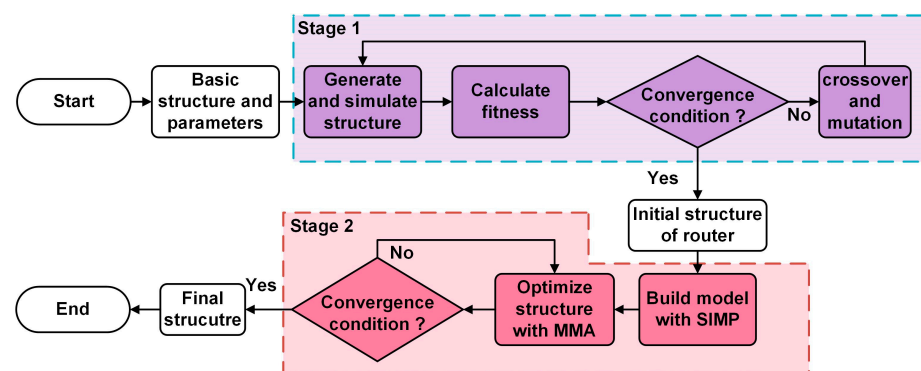 Stage 1
Start
Basic
structure and
parameters
Generate
and simulate
structure
Calculate
fitness
Convergence
condition ?
No
crossover
and
mutation
Yes
Initial structure
of router
Stage 2
No
End
Final
strucutre
Yes
Convergence
condition ?
Optimize
structure
with MMA
Build model
with SIMP